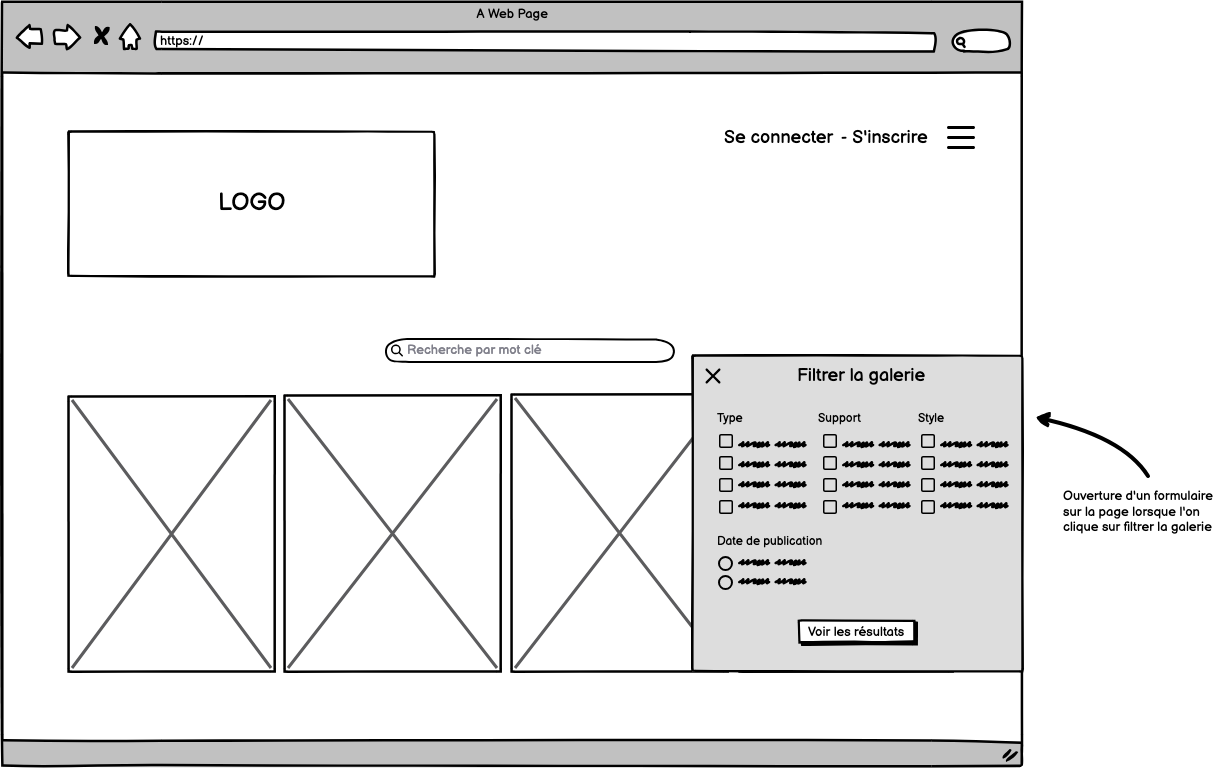 A Web Page
https://
Se connecter - S'inscrire
LOGO
Recherche par mot clé
Filtrer la galerie
Type Support Style
Date de publication
Voir les résultats
Ouverture d'un formulaire
sur la page lorsque l'on
clique sur filtrer la galerie